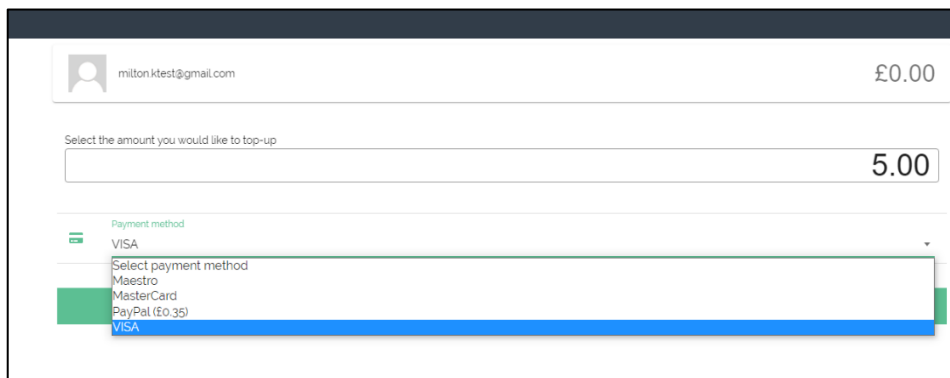 milton.ktest@gmail.com
£0.00
Select the amount you would like to top-up
5.00
Payment method
VISA
Select payment method
Maestro
MasterCard
PayPal (£0.35)
VISA